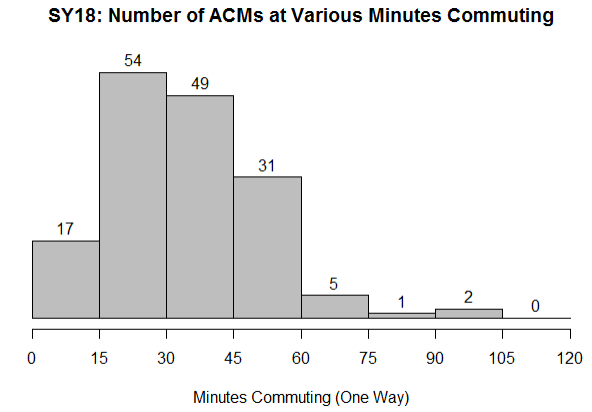 SY18: Number of ACMs at Various Minutes Commuting
54
49
31
17
5
1
2
0
0 15 30 45 60 75 90 105 120
Minutes Commuting (One Way)